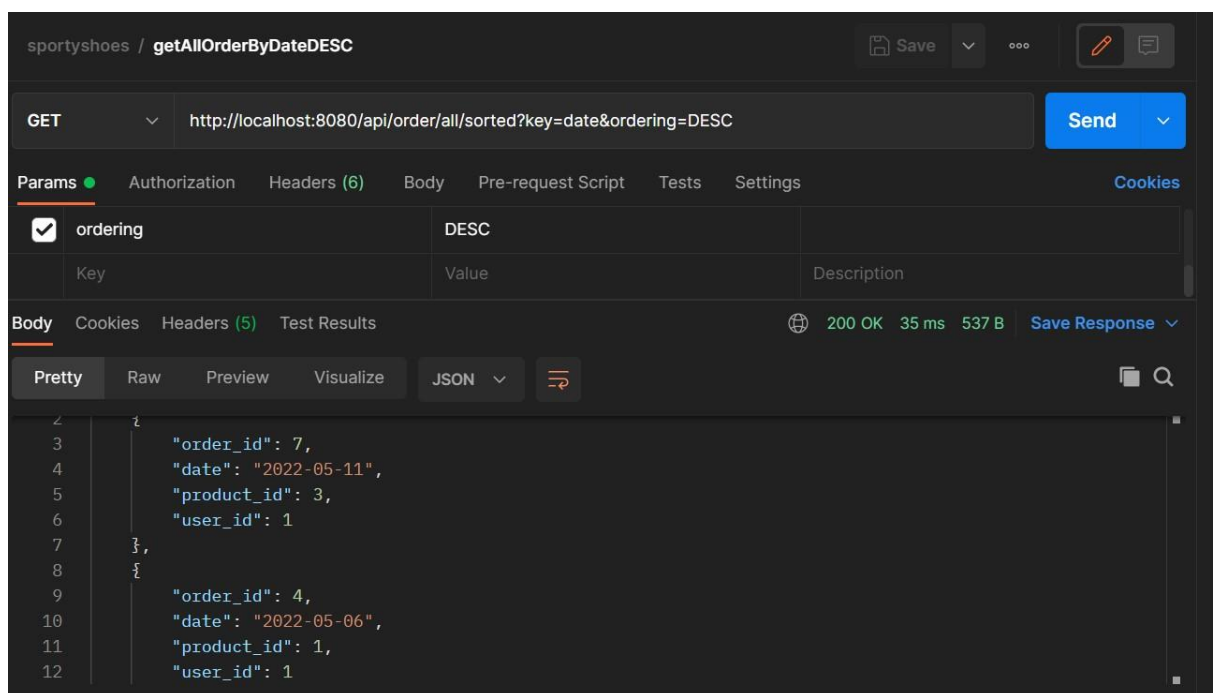 sportyshoes / getAllOrderByDateDESC Save
GET http://localhost:8080/api/order/all/sorted?key=date&ordering=DESC Send
Params Authorization Headers (6) Body Pre-request Script Tests Settings Cookies
ordering DESC
Key Value Description
Body Cookies Headers (5) Test Results 200 OK 35 ms 537 B Save Response
Pretty Raw Preview Visualize JSON
2 {
3 "order_id": 7,
4 "date": "2022-05-11",
5 "product_id": 3,
6 "user_id": 1
7 },
8 {
9 "order_id": 4,
10 "date": "2022-05-06",
11 "product_id": 1,
12 "user_id": 1